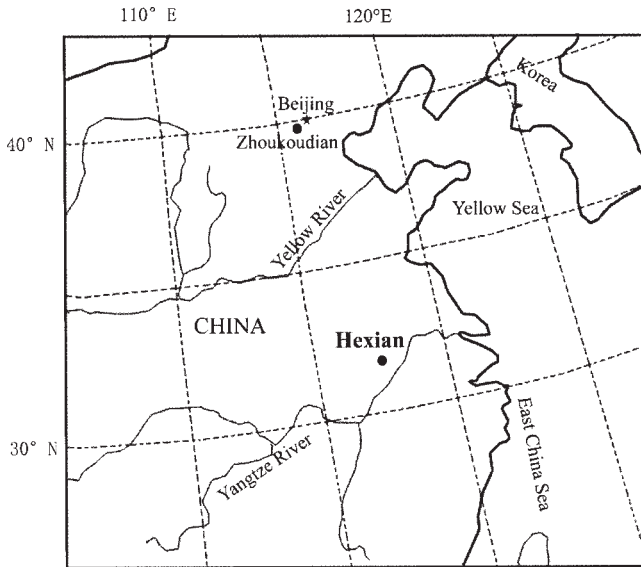 110° E
120°E
Korea
Beijing
Zhoukoudian
40° N
Yellow River
Yellow Sea
CHINA
Hexian
30° N
Yangtze River
East China Sea